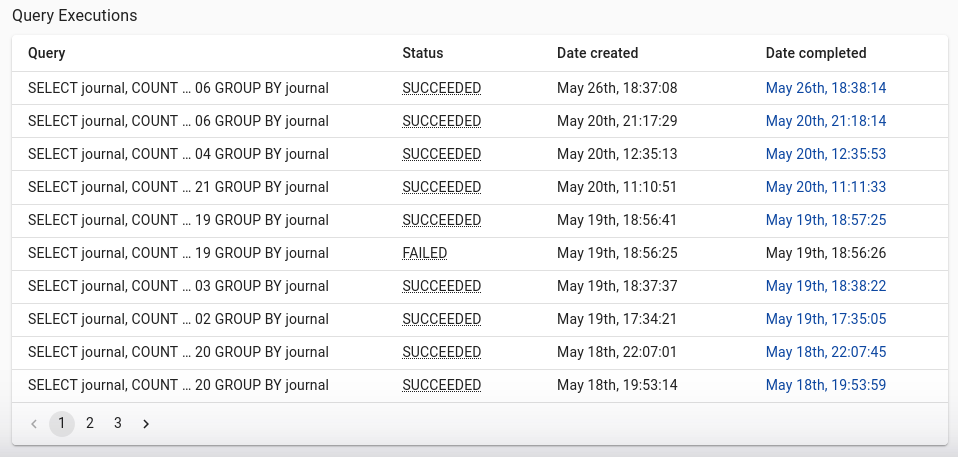 Query Executions
Query Status Date created Date completed
SELECT journal, COUNT … 06 GROUP BY journal SUCCEEDED May 26th, 18:37:08 May 26th, 18:38:14
SELECT journal, COUNT … 06 GROUP BY journal SUCCEEDED May 20th, 21:17:29 May 20th, 21:18:14
SELECT journal, COUNT … 04 GROUP BY journal SUCCEEDED May 20th, 12:35:13 May 20th, 12:35:53
SELECT journal, COUNT … 21 GROUP BY journal SUCCEEDED May 20th, 11:10:51 May 20th, 11:11:33
SELECT journal, COUNT … 19 GROUP BY journal SUCCEEDED May 19th, 18:56:41 May 19th, 18:57:25
SELECT journal, COUNT … 19 GROUP BY journal FAILED May 19th, 18:56:25 May 19th, 18:56:26
SELECT journal, COUNT … 03 GROUP BY journal SUCCEEDED May 19th, 18:37:37 May 19th, 18:38:22
SELECT journal, COUNT … 02 GROUP BY journal SUCCEEDED May 19th, 17:34:21 May 19th, 17:35:05
SELECT journal, COUNT … 20 GROUP BY journal SUCCEEDED May 18th, 22:07:01 May 18th, 22:07:45
SELECT journal, COUNT … 20 GROUP BY journal SUCCEEDED May 18th, 19:53:14 May 18th, 19:53:59
1 2 3